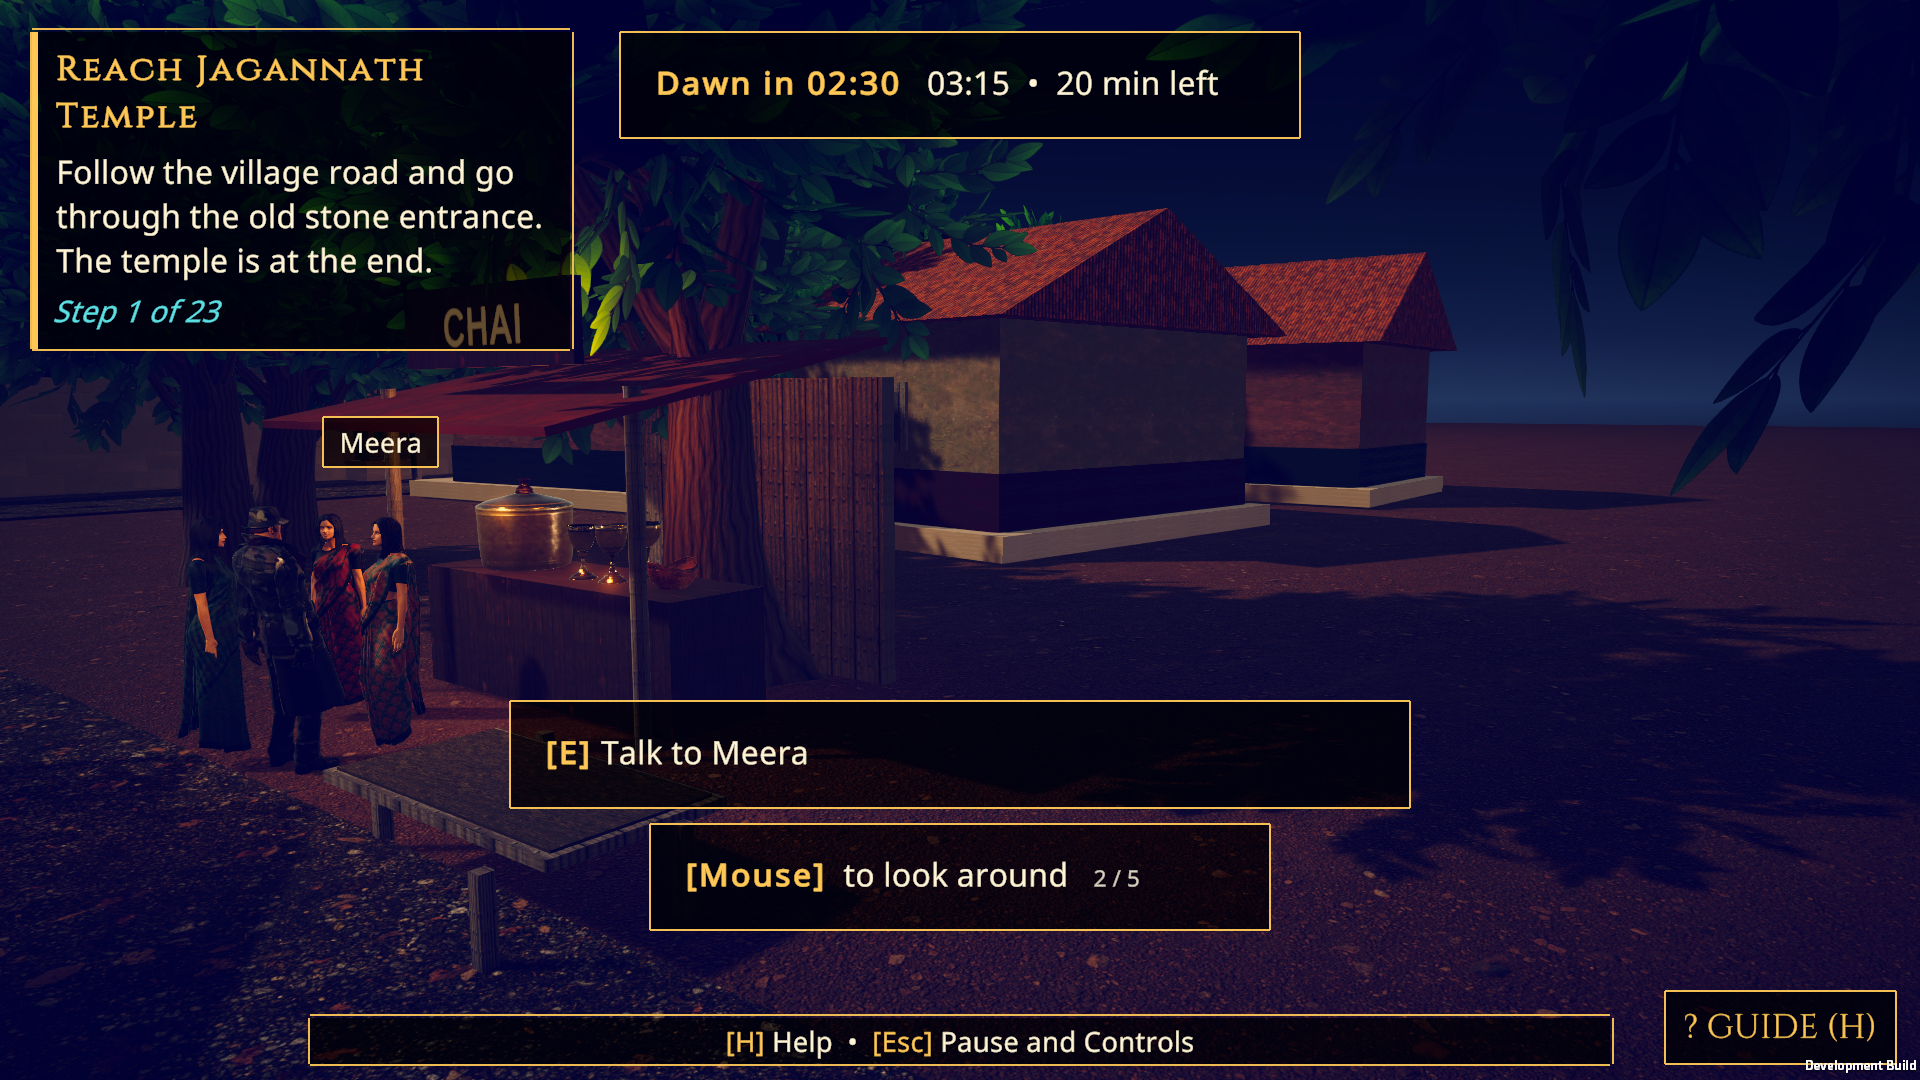 Reach Jagannath
Temple
Follow the village road and go
through the old stone entrance.
The temple is at the end.
Step 1 of 23
Dawn in 02:30 03:15 • 20 min left
CHAI
Meera
[E] Talk to Meera
[Mouse] to look around 2 / 5
[H] Help • [Esc] Pause and Controls
? GUIDE (H)
Development Build